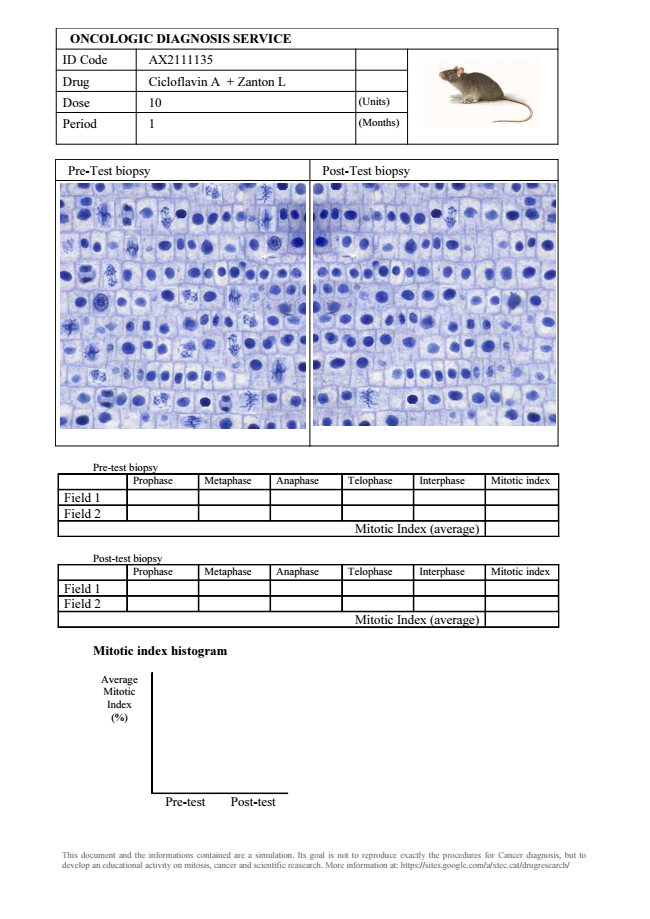 ONCOLOGIC DIAGNOSIS SERVICE
ID Code AX2111135
Drug Cicloflavin A + Zanton L
Dose 10 (Units)
Period 1 (Months)
Pre-Test biopsy Post-Test biopsy
Pre-test biopsy
Prophase Metaphase Anaphase Telophase Interphase Mitotic index
Field 1
Field 2
Mitotic Index (average)
Post-test biopsy
Prophase Metaphase Anaphase Telophase Interphase Mitotic index
Field 1
Field 2
Mitotic Index (average)
Mitotic index histogram
Average
Mitotic
Index
(%)
Pre-test Post-test
This document and the informations contained are a simulation. Its goal is not to reproduce exactly the procedures for Cancer diagnosis, but to
develop an educational activity on mitosis, cancer and scientific reasearch. More information at: https://sites.google.com/a/xtec.cat/drugresearch/